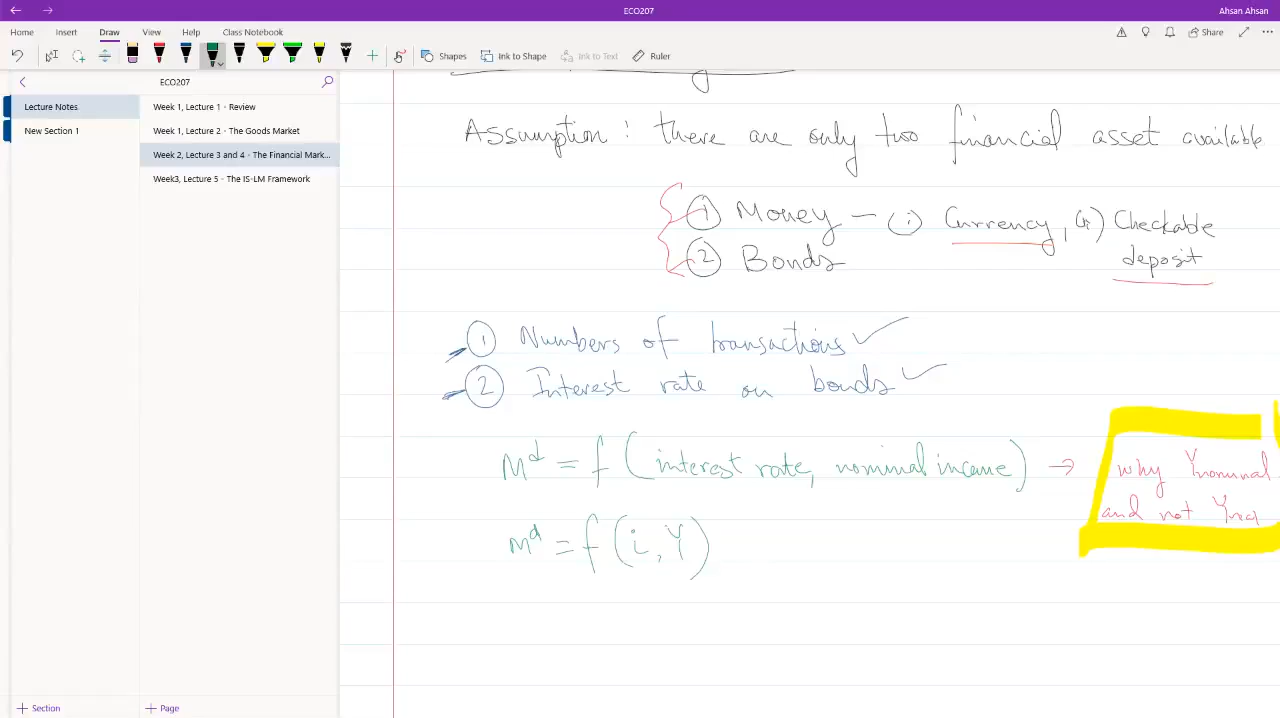 ECO207
Ahsan Ahsan
Home Insert Draw View Help Class Notebook
Shapes Ink to Shape Ink to Text Ruler Share
ECO207
Lecture Notes
New Section 1
Week 1, Lecture 1 - Review
Week 1, Lecture 2 - The Goods Market
Week 2, Lecture 3 and 4 - The Financial Mark...
Week3, Lecture 5 - The IS-LM Framework
Section
Page
Assumption: there are only two financial asset available
① Money - (i) Currency, (ii) Checkable
deposit
② Bonds
① Numbers of transactions ✓
② Interest rate on bonds ✓
Mᵈ = f (interest rate, nominal income) → why Ynominal
and not Yreal
Mᵈ = f (i, Y)